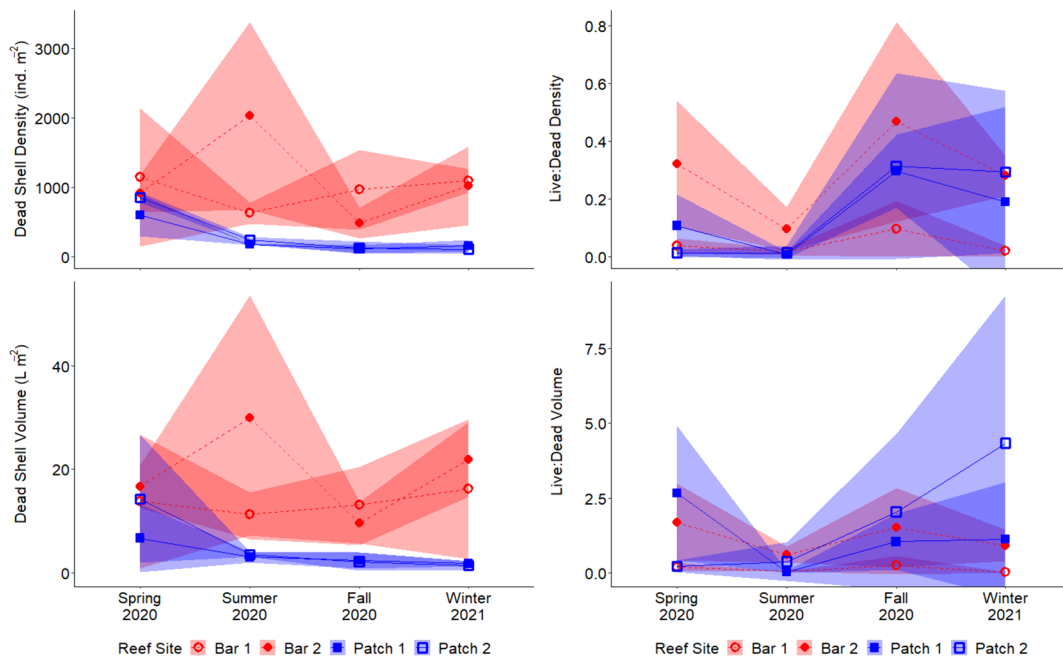 Dead Shell Density (ind. m⁻²)
3000
2000
1000
0
Live:Dead Density
0.8
0.6
0.4
0.2
0.0
Dead Shell Volume (L m⁻²)
40
20
0
Live:Dead Volume
7.5
5.0
2.5
0.0
Spring Summer Fall Winter
2020 2020 2020 2021
Spring Summer Fall Winter
2020 2020 2020 2021
Reef Site Bar 1 Bar 2 Patch 1 Patch 2
Reef Site Bar 1 Bar 2 Patch 1 Patch 2